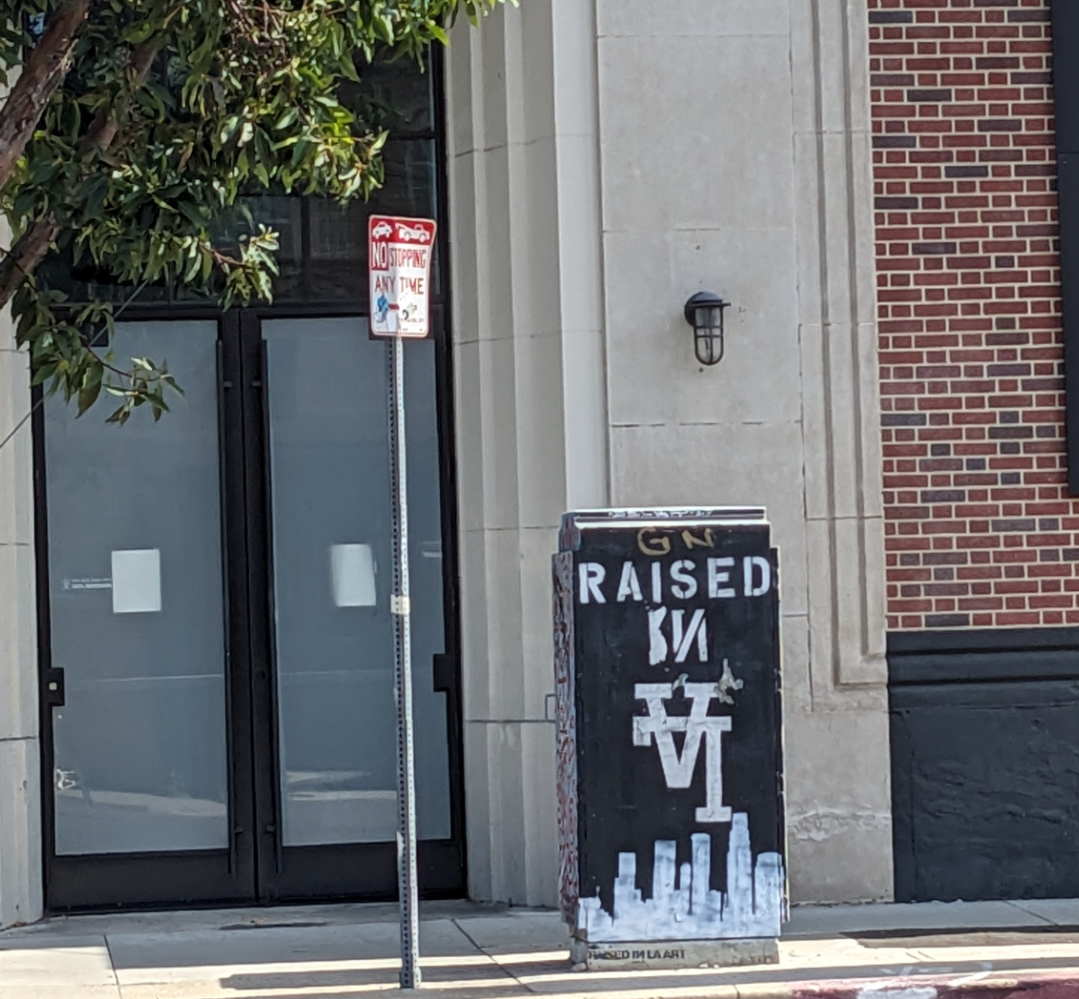 NO STOPPING
ANY TIME
GN
RAISED
IN
LA
RAISED IN LA ART